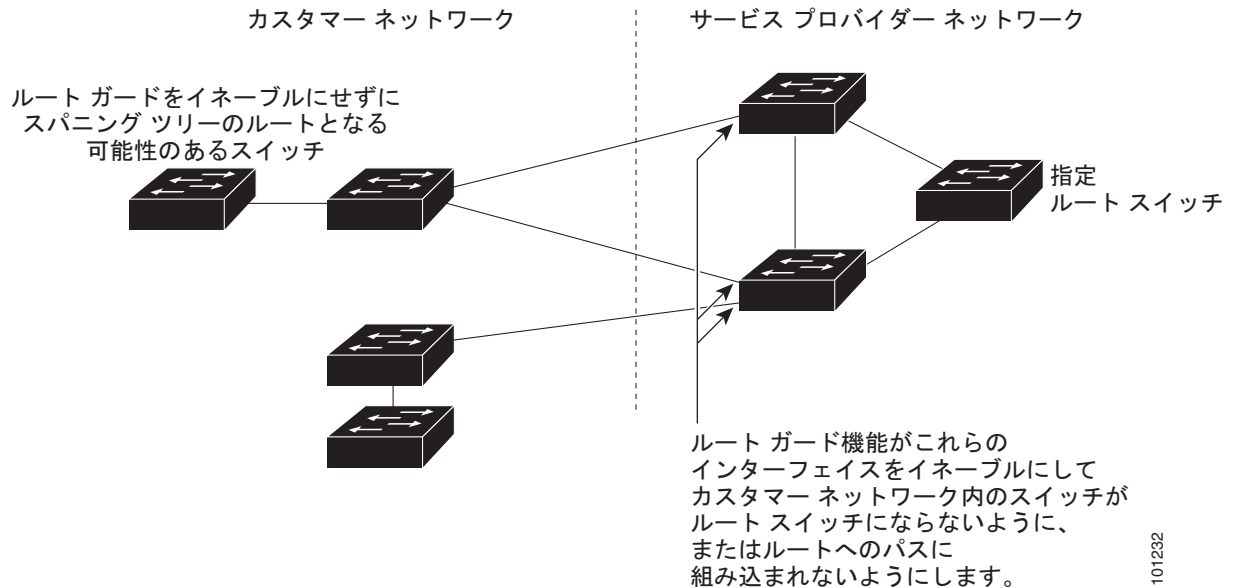 カスタマー ネットワーク
サービス プロバイダー ネットワーク
ルート ガードをイネーブルにせずに
スパニング ツリーのルートとなる
可能性のあるスイッチ
指定
ルート スイッチ
ルート ガード機能がこれらの
インターフェイスをイネーブルにして
カスタマー ネットワーク内のスイッチが
ルート スイッチにならないように、
またはルートへのパスに
組み込まれないようにします。
101232